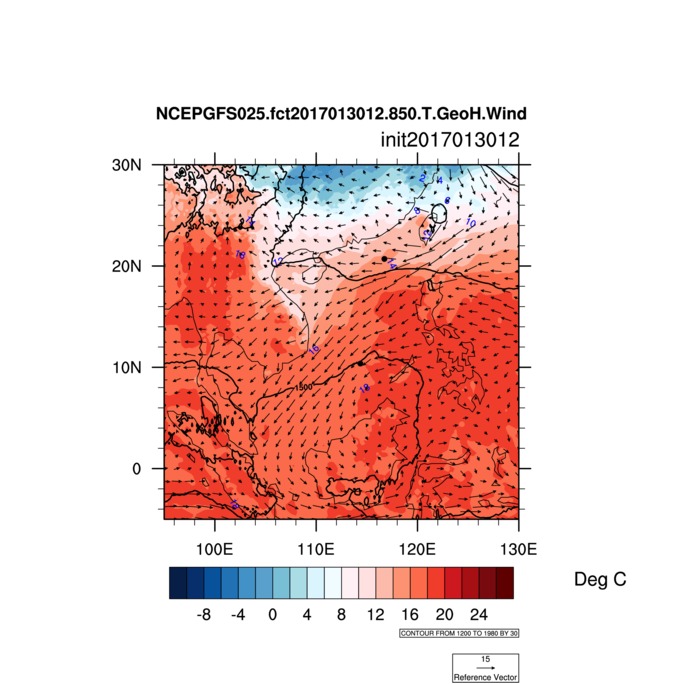 NCEPGFS025.fct2017013012.850.T.GeoH.Wind
init2017013012
30N
20N
10N
0
100E 110E 120E 130E
1500
-8 -4 0 4 8 12 16 20 24
Deg C
CONTOUR FROM 1200 TO 1980 BY 30
15
Reference Vector